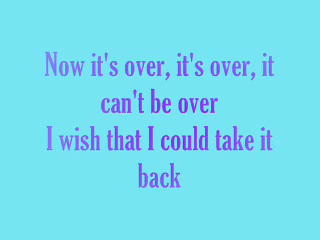 Now it's over, it's over, it
can't be over
I wish that I could take it
back